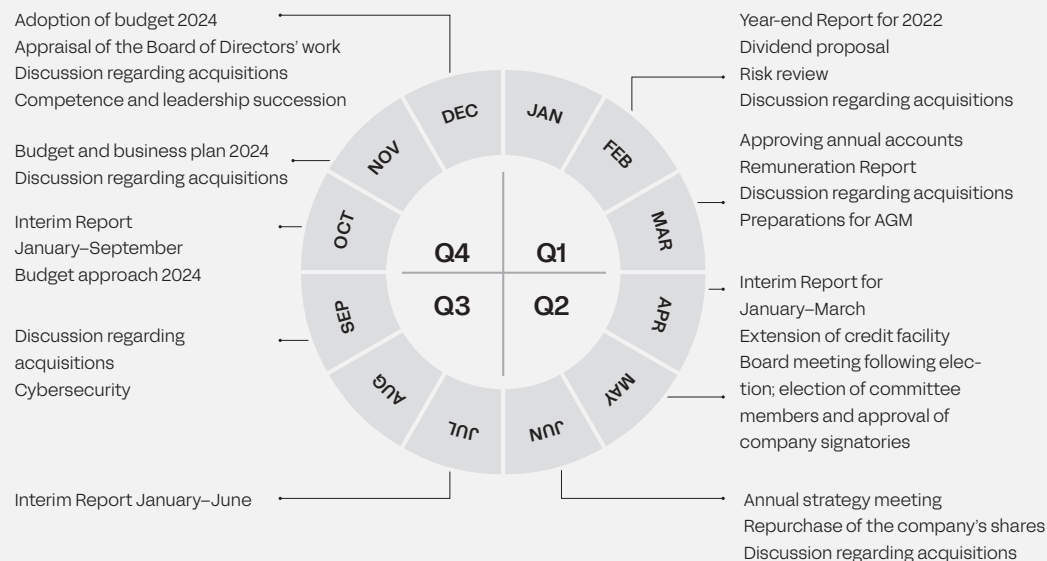 Adoption of budget 2024
Appraisal of the Board of Directors’ work
Discussion regarding acquisitions
Competence and leadership succession
Budget and business plan 2024
Discussion regarding acquisitions
Interim Report
January–September
Budget approach 2024
Discussion regarding
acquisitions
Cybersecurity
Interim Report January–June
DEC
JAN
NOV
FEB
OCT
MAR
SEP
APR
AUG
MAY
JUL
JUN
Q4
Q1
Q3
Q2
Year-end Report for 2022
Dividend proposal
Risk review
Discussion regarding acquisitions
Approving annual accounts
Remuneration Report
Discussion regarding acquisitions
Preparations for AGM
Interim Report for
January–March
Extension of credit facility
Board meeting following elec-
tion; election of committee
members and approval of
company signatories
Annual strategy meeting
Repurchase of the company’s shares
Discussion regarding acquisitions